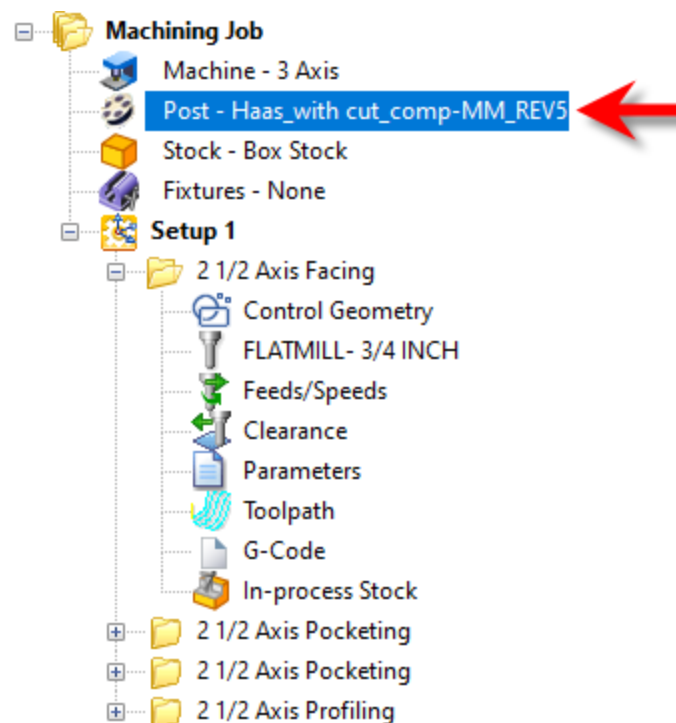 Machining Job
Machine - 3 Axis
Post - Haas_with cut_comp-MM_REV5
Stock - Box Stock
Fixtures - None
Setup 1
2 1/2 Axis Facing
Control Geometry
FLATMILL- 3/4 INCH
Feeds/Speeds
Clearance
Parameters
Toolpath
G-Code
In-process Stock
2 1/2 Axis Pocketing
2 1/2 Axis Pocketing
2 1/2 Axis Profiling